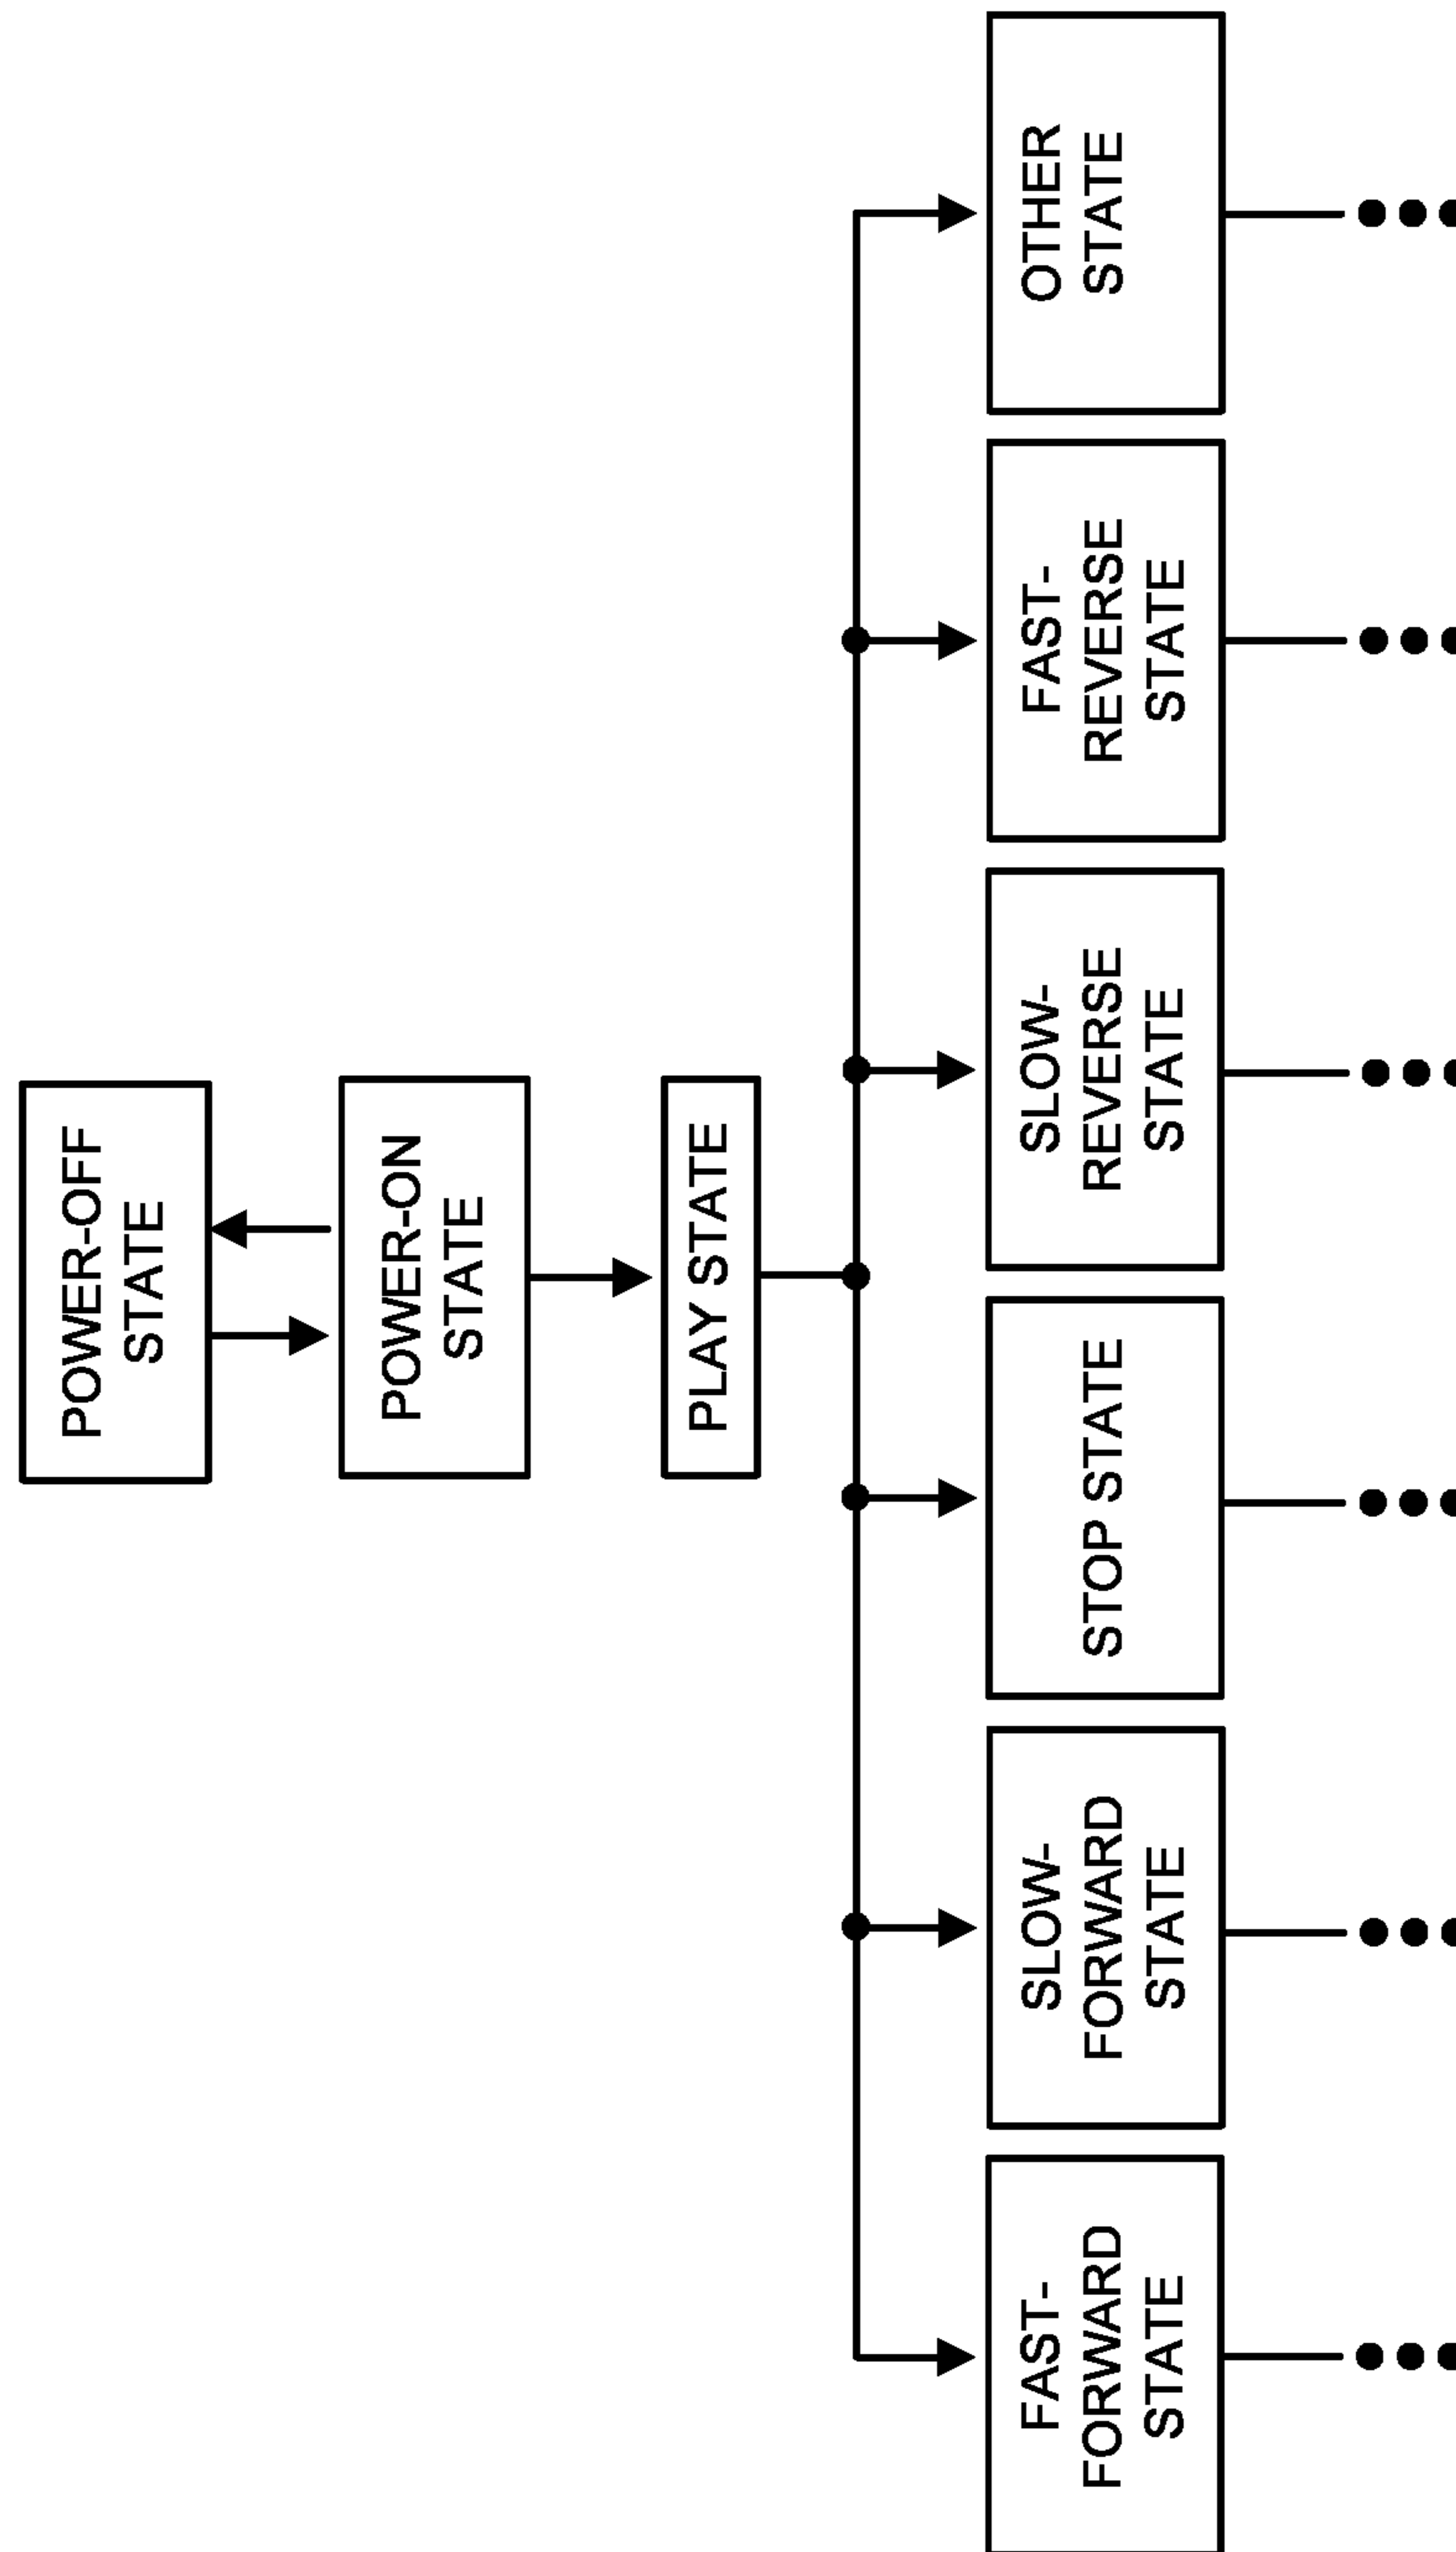 POWER-OFF
STATE
POWER-ON
STATE
PLAY STATE
FAST-
FORWARD
STATE
SLOW-
FORWARD
STATE
STOP STATE
SLOW-
REVERSE
STATE
FAST-
REVERSE
STATE
OTHER
STATE